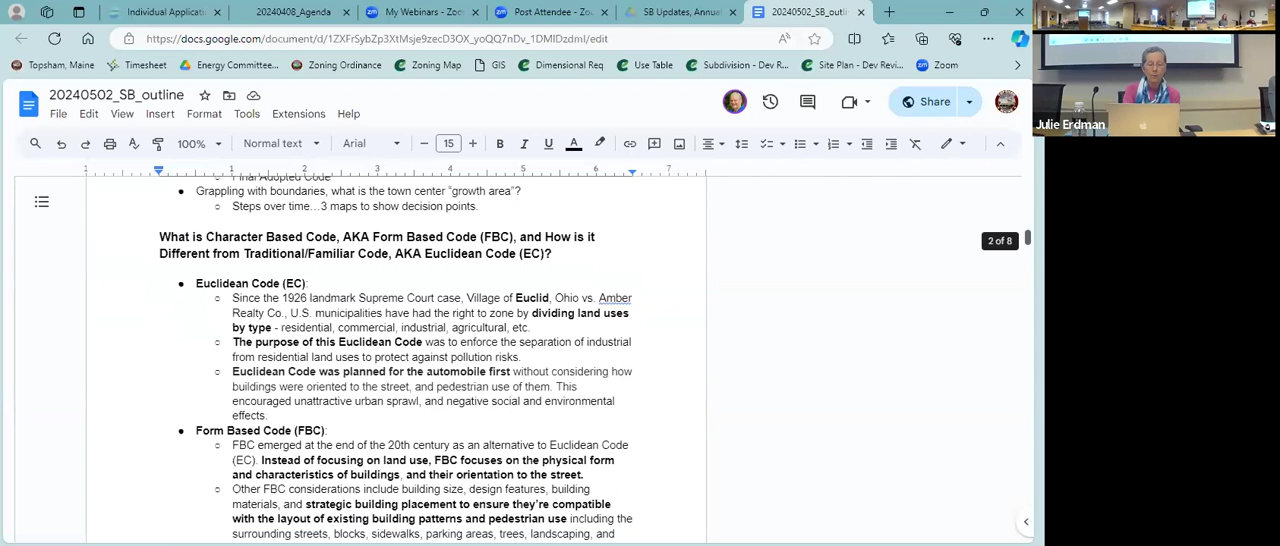 Individual Applicat
20240408_Agenda
My Webinars - Zoo
Post Attendee - Zo
SB Updates, Annual
20240502_SB_outline
https://docs.google.com/document/d/1ZXFrSybZp3XtMsje9zecD3OX_yoQQ7nDv_1DMIDzdmI/edit
Topsham, Maine
Timesheet
Energy Committee...
Zoning Ordinance
Zoning Map
GIS
Dimensional Req
Use Table
Subdivision - Dev R...
Site Plan - Dev Revi...
Zoom
20240502_SB_outline
File Edit View Insert Format Tools Extensions Help
Share
100%
Normal text
Arial
15
1 1 2 3 4 5 6 7
Final Adopted Code
Grappling with boundaries, what is the town center “growth area”?
Steps over time…3 maps to show decision points.
What is Character Based Code, AKA Form Based Code (FBC), and How is it
Different from Traditional/Familiar Code, AKA Euclidean Code (EC)?
Euclidean Code (EC):
Since the 1926 landmark Supreme Court case, Village of Euclid, Ohio vs. Amber
Realty Co., U.S. municipalities have had the right to zone by dividing land uses
by type - residential, commercial, industrial, agricultural, etc.
The purpose of this Euclidean Code was to enforce the separation of industrial
from residential land uses to protect against pollution risks.
Euclidean Code was planned for the automobile first without considering how
buildings were oriented to the street, and pedestrian use of them. This
encouraged unattractive urban sprawl, and negative social and environmental
effects.
Form Based Code (FBC):
FBC emerged at the end of the 20th century as an alternative to Euclidean Code
(EC). Instead of focusing on land use, FBC focuses on the physical form
and characteristics of buildings, and their orientation to the street.
Other FBC considerations include building size, design features, building
materials, and strategic building placement to ensure they’re compatible
with the layout of existing building patterns and pedestrian use including the
surrounding streets, blocks, sidewalks, parking areas, trees, landscaping, and
2 of 8
Julie Erdman